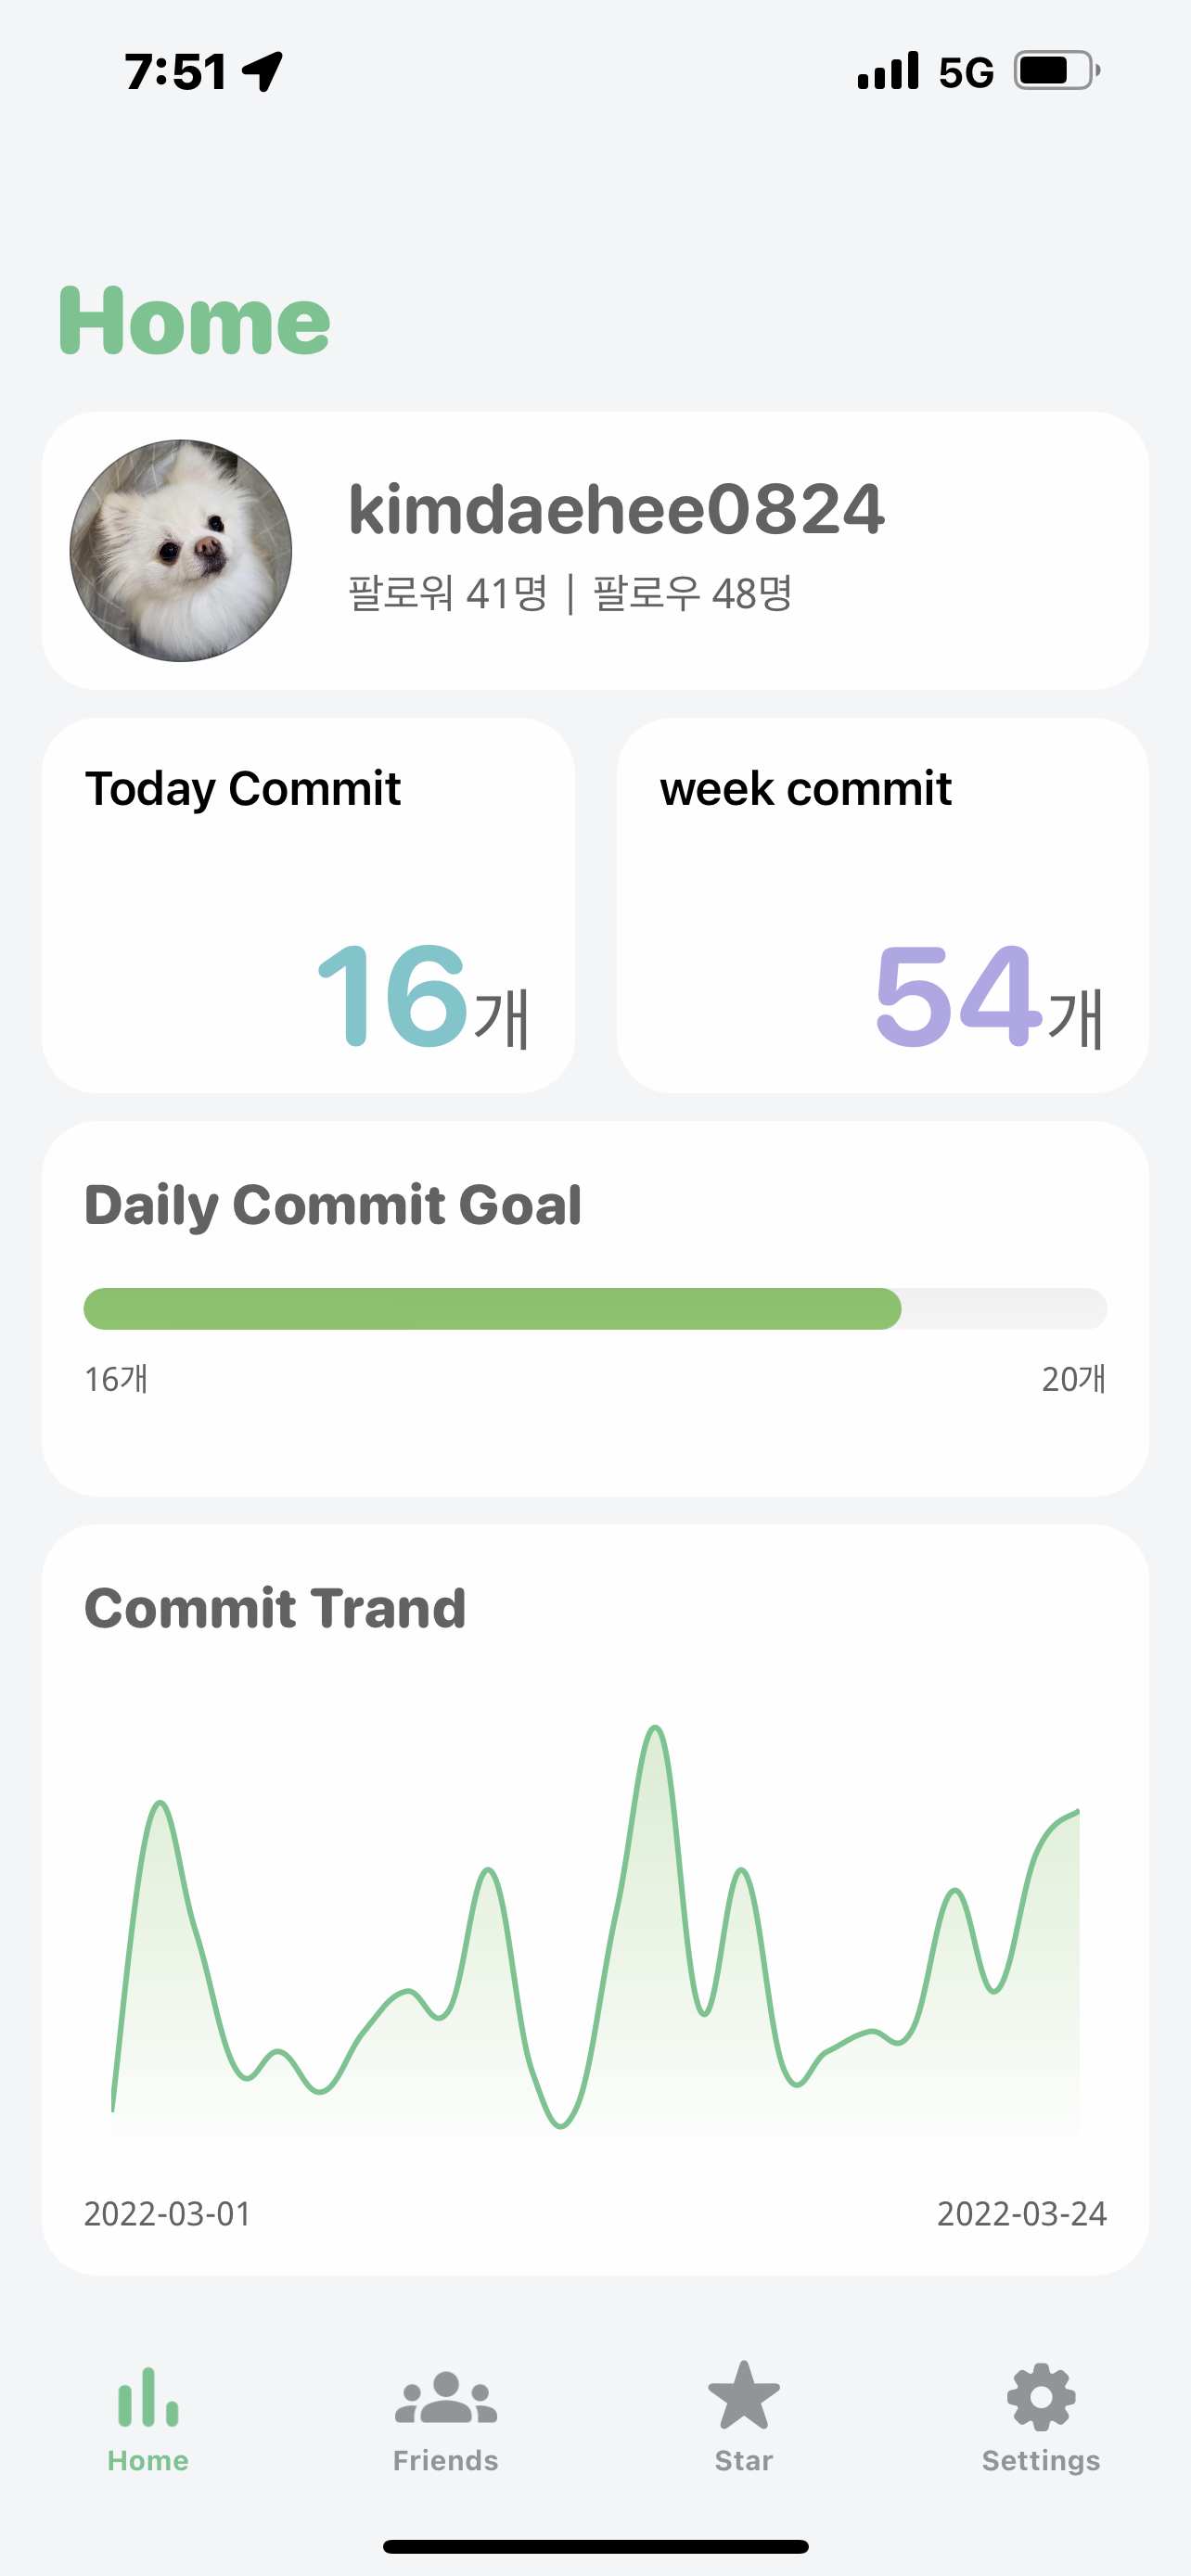 7:51 5G
Home
kimdaehee0824
팔로워 41명 | 팔로우 48명
Today Commit
16개
week commit
54개
Daily Commit Goal
16개 20개
Commit Trand
2022-03-01 2022-03-24
Home Friends Star Settings